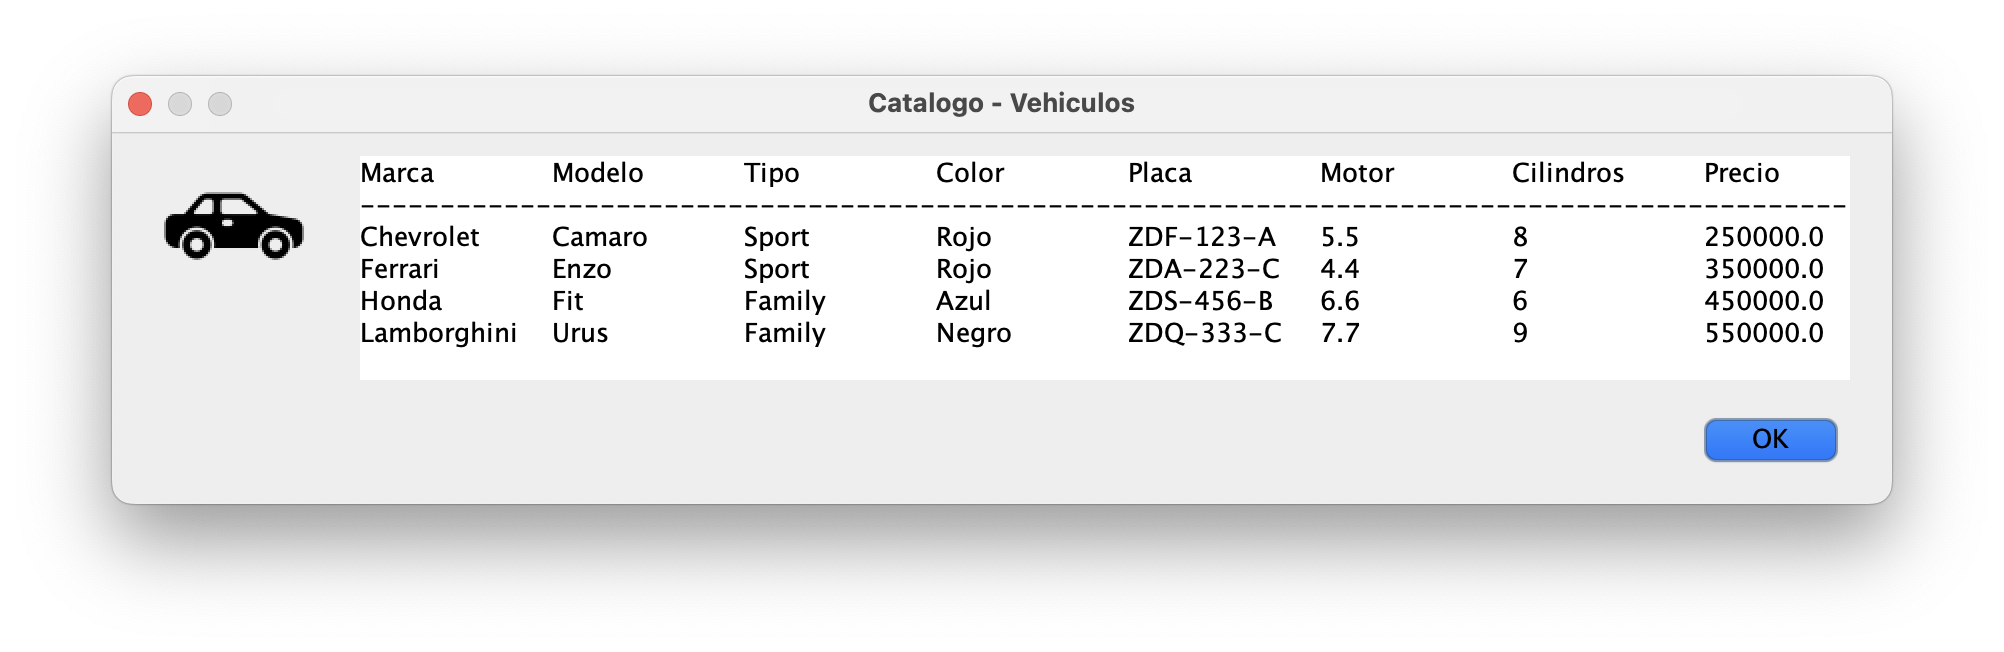 Catalogo - Vehiculos
Marca Modelo Tipo Color Placa Motor Cilindros Precio
---------------------------------------------------------------------------------------------
Chevrolet Camaro Sport Rojo ZDF-123-A 5.5 8 250000.0
Ferrari Enzo Sport Rojo ZDA-223-C 4.4 7 350000.0
Honda Fit Family Azul ZDS-456-B 6.6 6 450000.0
Lamborghini Urus Family Negro ZDQ-333-C 7.7 9 550000.0
OK